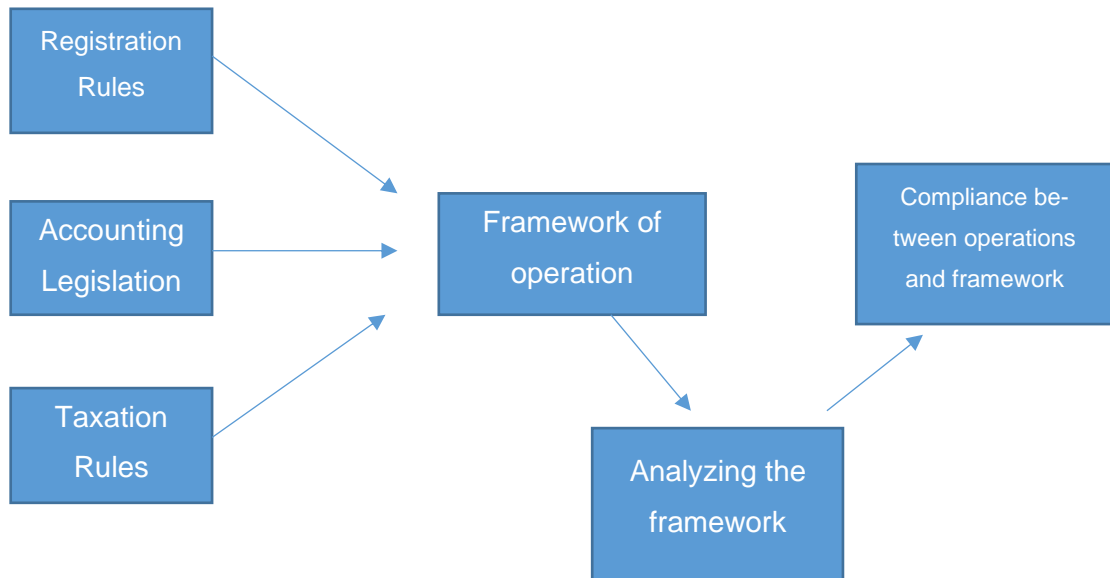 Registration
Rules
Accounting
Legislation
Taxation
Rules
Framework of
operation
Analyzing the
framework
Compliance be-
tween operations
and framework